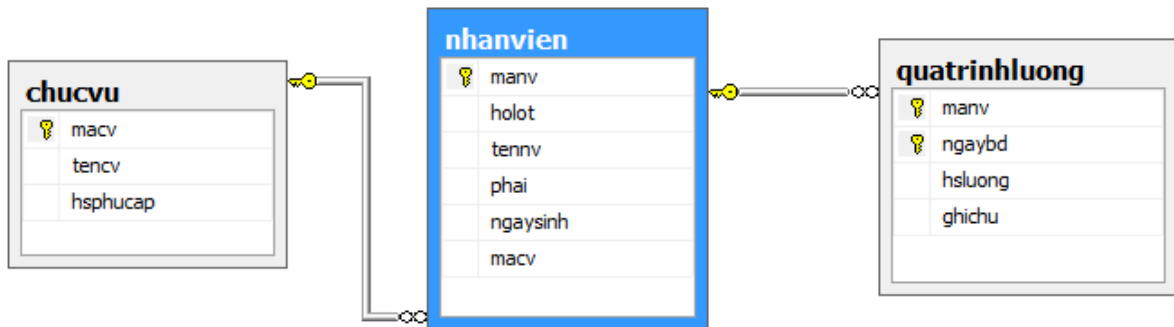 chucvu
macv
tencv
hsphucap
nhanvien
manv
holot
tennv
phai
ngaysinh
macv
quatrinhluong
manv
ngaybd
hsluong
ghichu